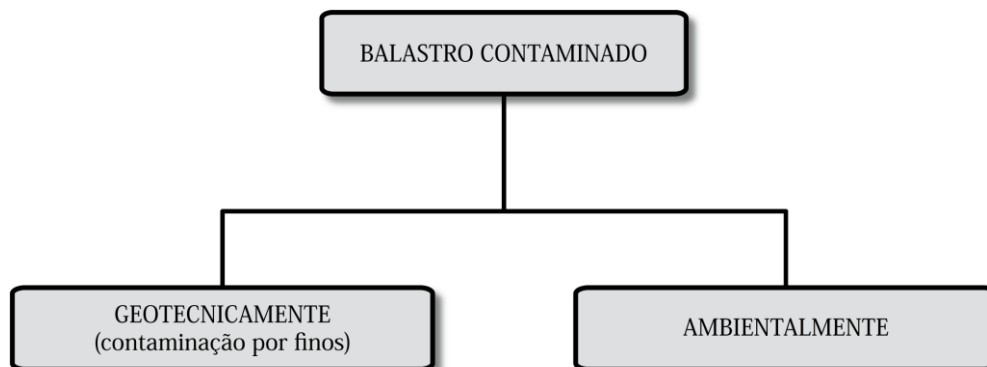 BALASTRO CONTAMINADO
GEOTECNICAMENTE
(contaminação por finos)
AMBIENTALMENTE